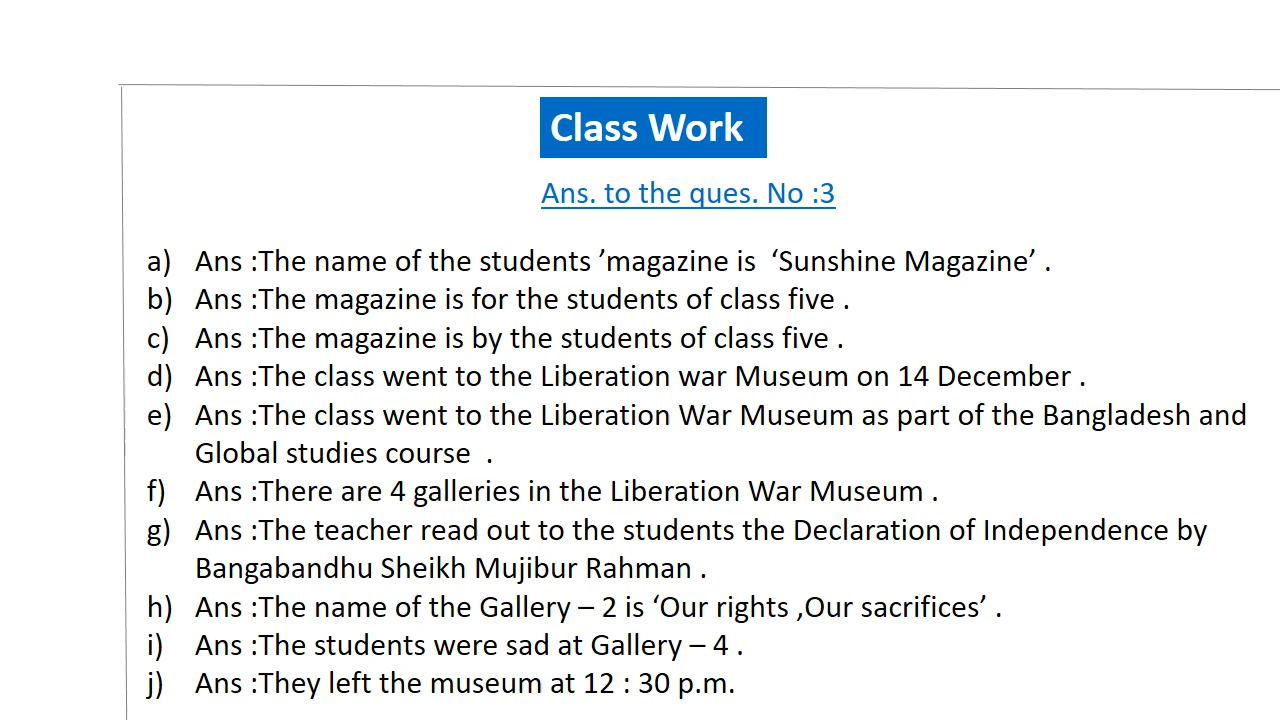 Class Work
Ans. to the ques. No :3
a) Ans :The name of the students ’magazine is ‘Sunshine Magazine’ .
b) Ans :The magazine is for the students of class five .
c) Ans :The magazine is by the students of class five .
d) Ans :The class went to the Liberation war Museum on 14 December .
e) Ans :The class went to the Liberation War Museum as part of the Bangladesh and
Global studies course .
f) Ans :There are 4 galleries in the Liberation War Museum .
g) Ans :The teacher read out to the students the Declaration of Independence by
Bangabandhu Sheikh Mujibur Rahman .
h) Ans :The name of the Gallery – 2 is ‘Our rights ,Our sacrifices’ .
i) Ans :The students were sad at Gallery – 4 .
j) Ans :They left the museum at 12 : 30 p.m.